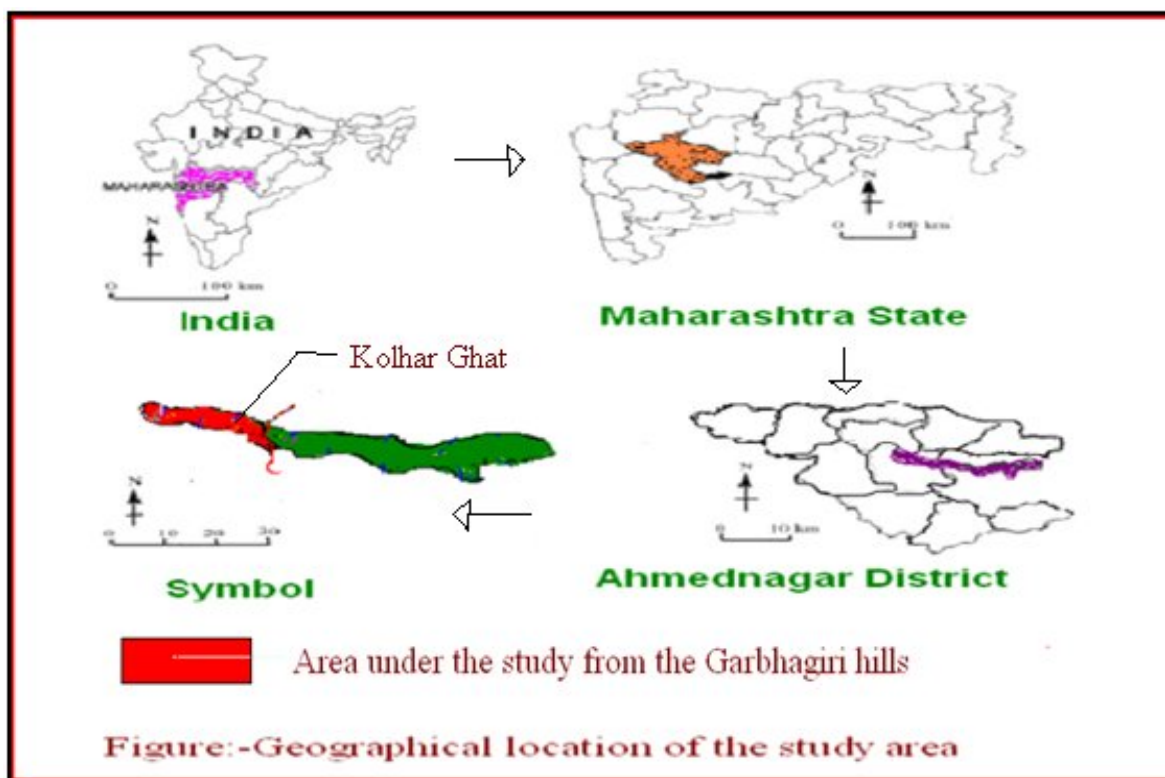 INDIA
MAHARASHTRA
N
N
0 100 km
0 100 km
India
Maharashtra State
Kolhar Ghat
N
N
0 10 20 30
0 10 km
Symbol
Ahmednagar District
Area under the study from the Garbhagiri hills
Figure:-Geographical location of the study area